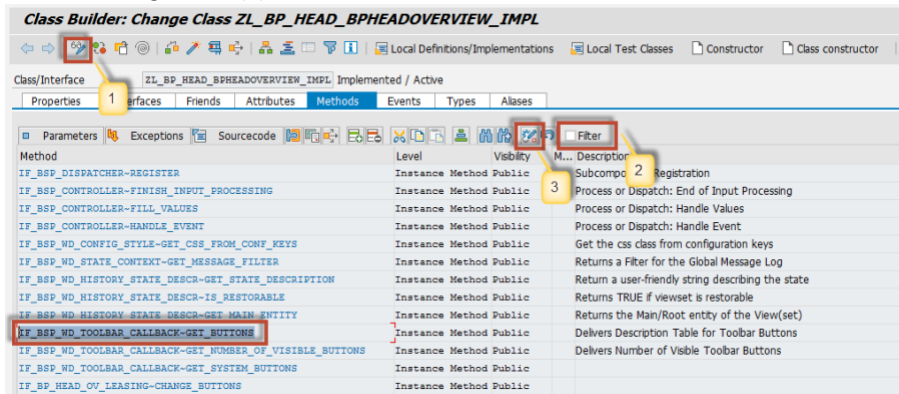 Class Builder: Change Class ZL_BP_HEAD_BPHEADOVERVIEW_IMPL
Local Definitions/Implementations Local Test Classes Constructor Class constructor
Class/Interface ZL_BP_HEAD_BPHEADOVERVIEW_IMPL Implemented / Active
1
Properties erfaces Friends Attributes Methods Events Types Aliases
Parameters Exceptions Sourcecode Filter
Method Level Visibility M... Description
2
IF_BSP_DISPATCHER~REGISTER Instance Method Public Subcompo Registration
3
IF_BSP_CONTROLLER~FINISH_INPUT_PROCESSING Instance Method Public Process or Dispatch: End of Input Processing
IF_BSP_CONTROLLER~FILL_VALUES Instance Method Public Process or Dispatch: Handle Values
IF_BSP_CONTROLLER~HANDLE_EVENT Instance Method Public Process or Dispatch: Handle Event
IF_BSP_WD_CONFIG_STYLE~GET_CSS_FROM_CONF_KEYS Instance Method Public Get the css class from configuration keys
IF_BSP_WD_STATE_CONTEXT~GET_MESSAGE_FILTER Instance Method Public Returns a Filter for the Global Message Log
IF_BSP_WD_HISTORY_STATE_DESCR~GET_STATE_DESCRIPTION Instance Method Public Return a user-friendly string describing the state
IF_BSP_WD_HISTORY_STATE_DESCR~IS_RESTORABLE Instance Method Public Returns TRUE if viewset is restorable
IF_BSP_WD_HISTORY_STATE_DESCR~GET_MAIN_ENTITY Instance Method Public Returns the Main/Root entity of the View(set)
IF_BSP_WD_TOOLBAR_CALLBACK~GET_BUTTONS Instance Method Public Delivers Description Table for Toolbar Buttons
IF_BSP_WD_TOOLBAR_CALLBACK~GET_NUMBER_OF_VISIBLE_BUTTONS Instance Method Public Delivers Number of Visible Toolbar Buttons
IF_BSP_WD_TOOLBAR_CALLBACK~GET_SYSTEM_BUTTONS Instance Method Public
IF_BP_HEAD_OV_LEASING~CHANGE_BUTTONS Instance Method Public